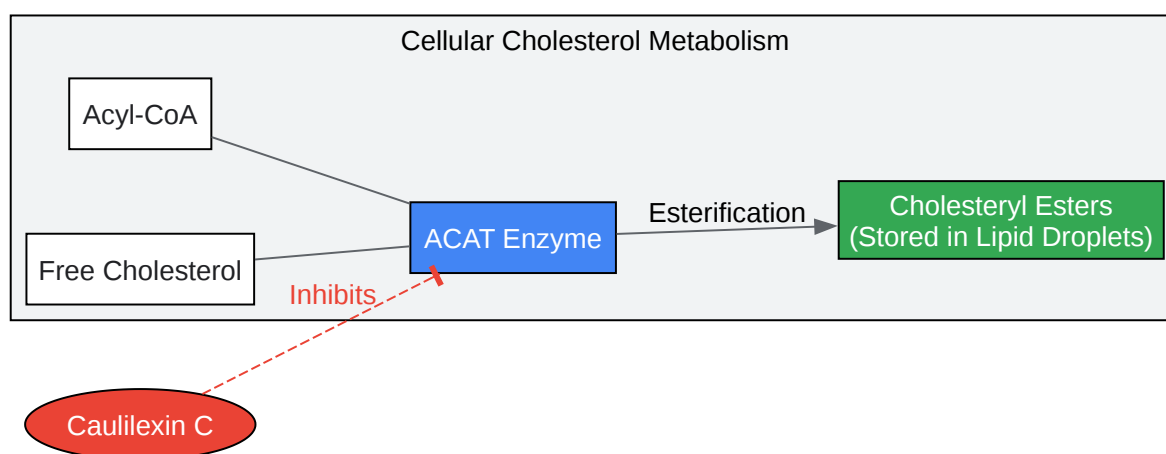 Cellular Cholesterol Metabolism
Acyl-CoA
Free Cholesterol
ACAT Enzyme
Esterification
Cholesteryl Esters
(Stored in Lipid Droplets)
Inhibits
Caulilexin C